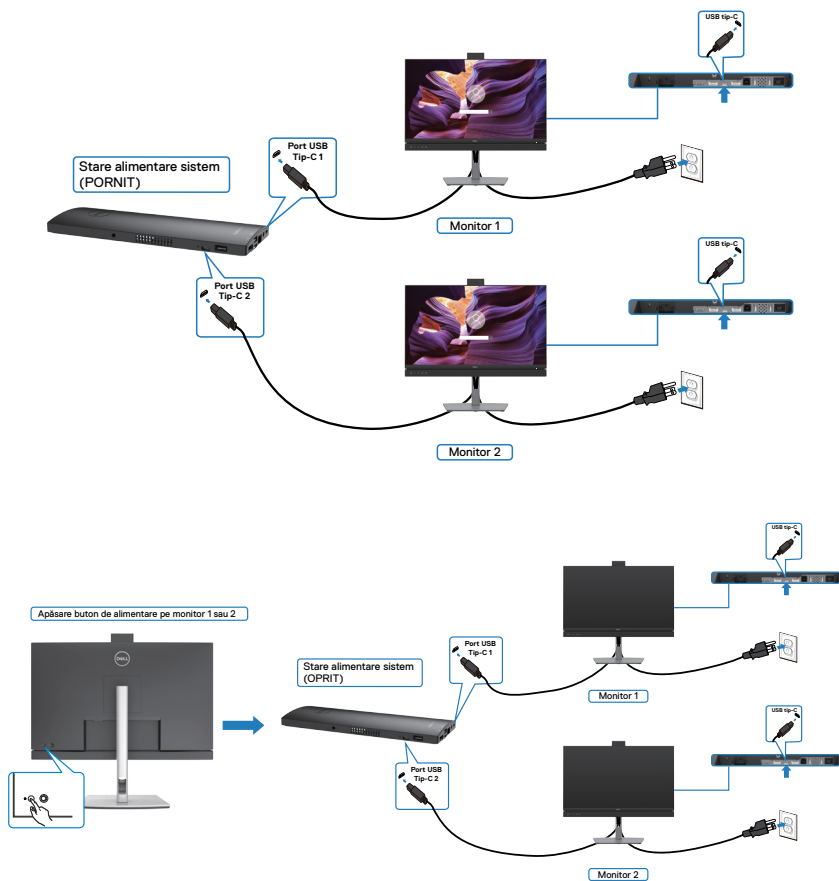 USB tip-C
Port USB
Tip-C 1
Stare alimentare sistem
(PORNIT)
Monitor 1
USB tip-C
Port USB
Tip-C 2
Monitor 2
USB tip-C
Apăsare buton de alimentare pe monitor 1 sau 2
Port USB
Tip-C 1
DELL
Stare alimentare sistem
(OPRIT)
Monitor 1
USB tip-C
Port USB
Tip-C 2
Monitor 2